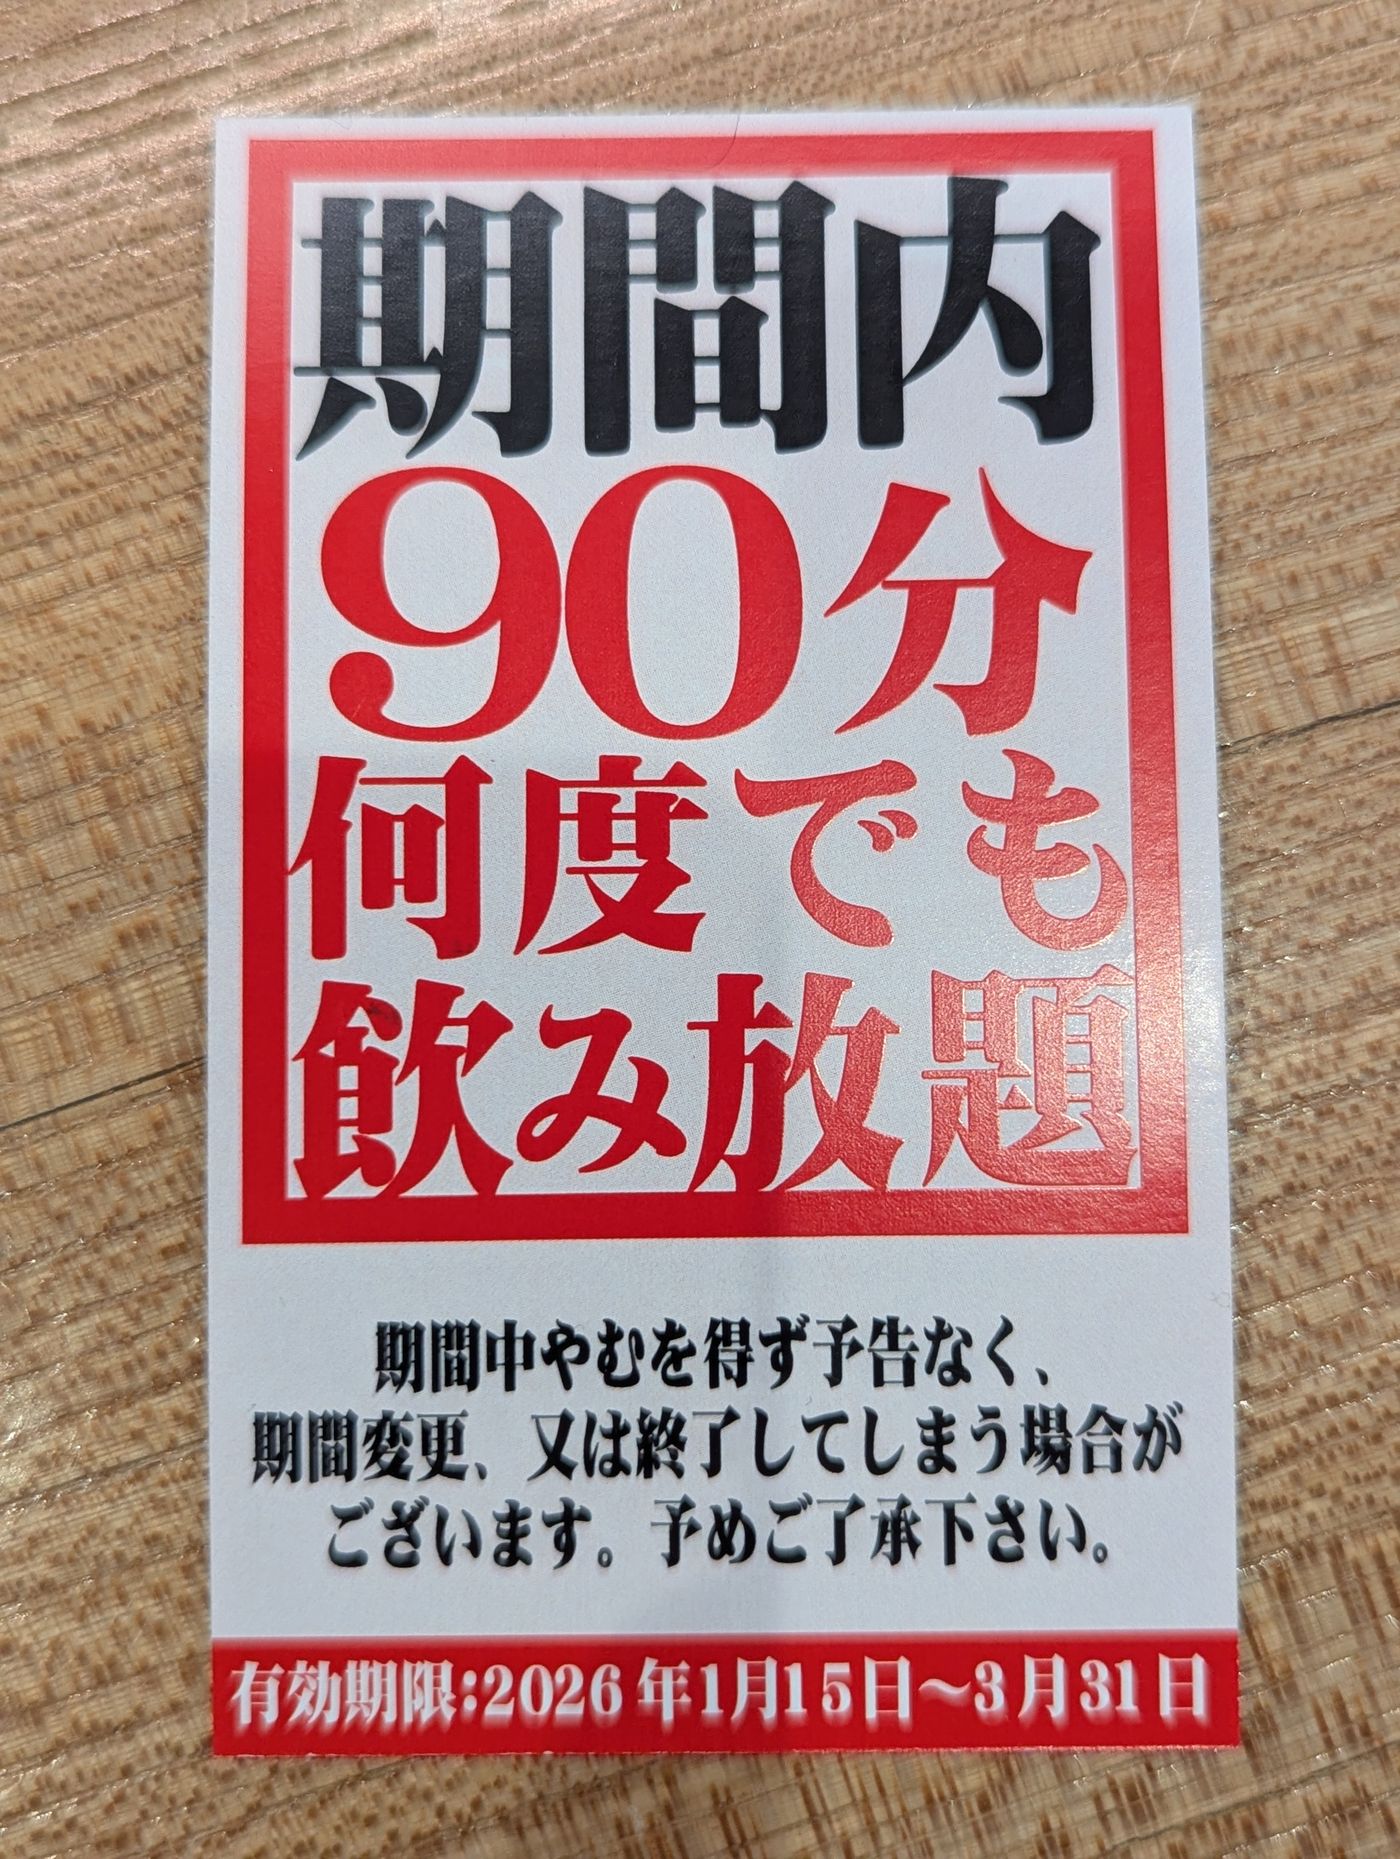 期間内
90分
何度でも
飲み放題
期間中やむを得ず予告なく、
期間変更、又は終了してしまう場合が
ございます。予めご了承下さい。
有効期限:2026年1月15日～3月31日